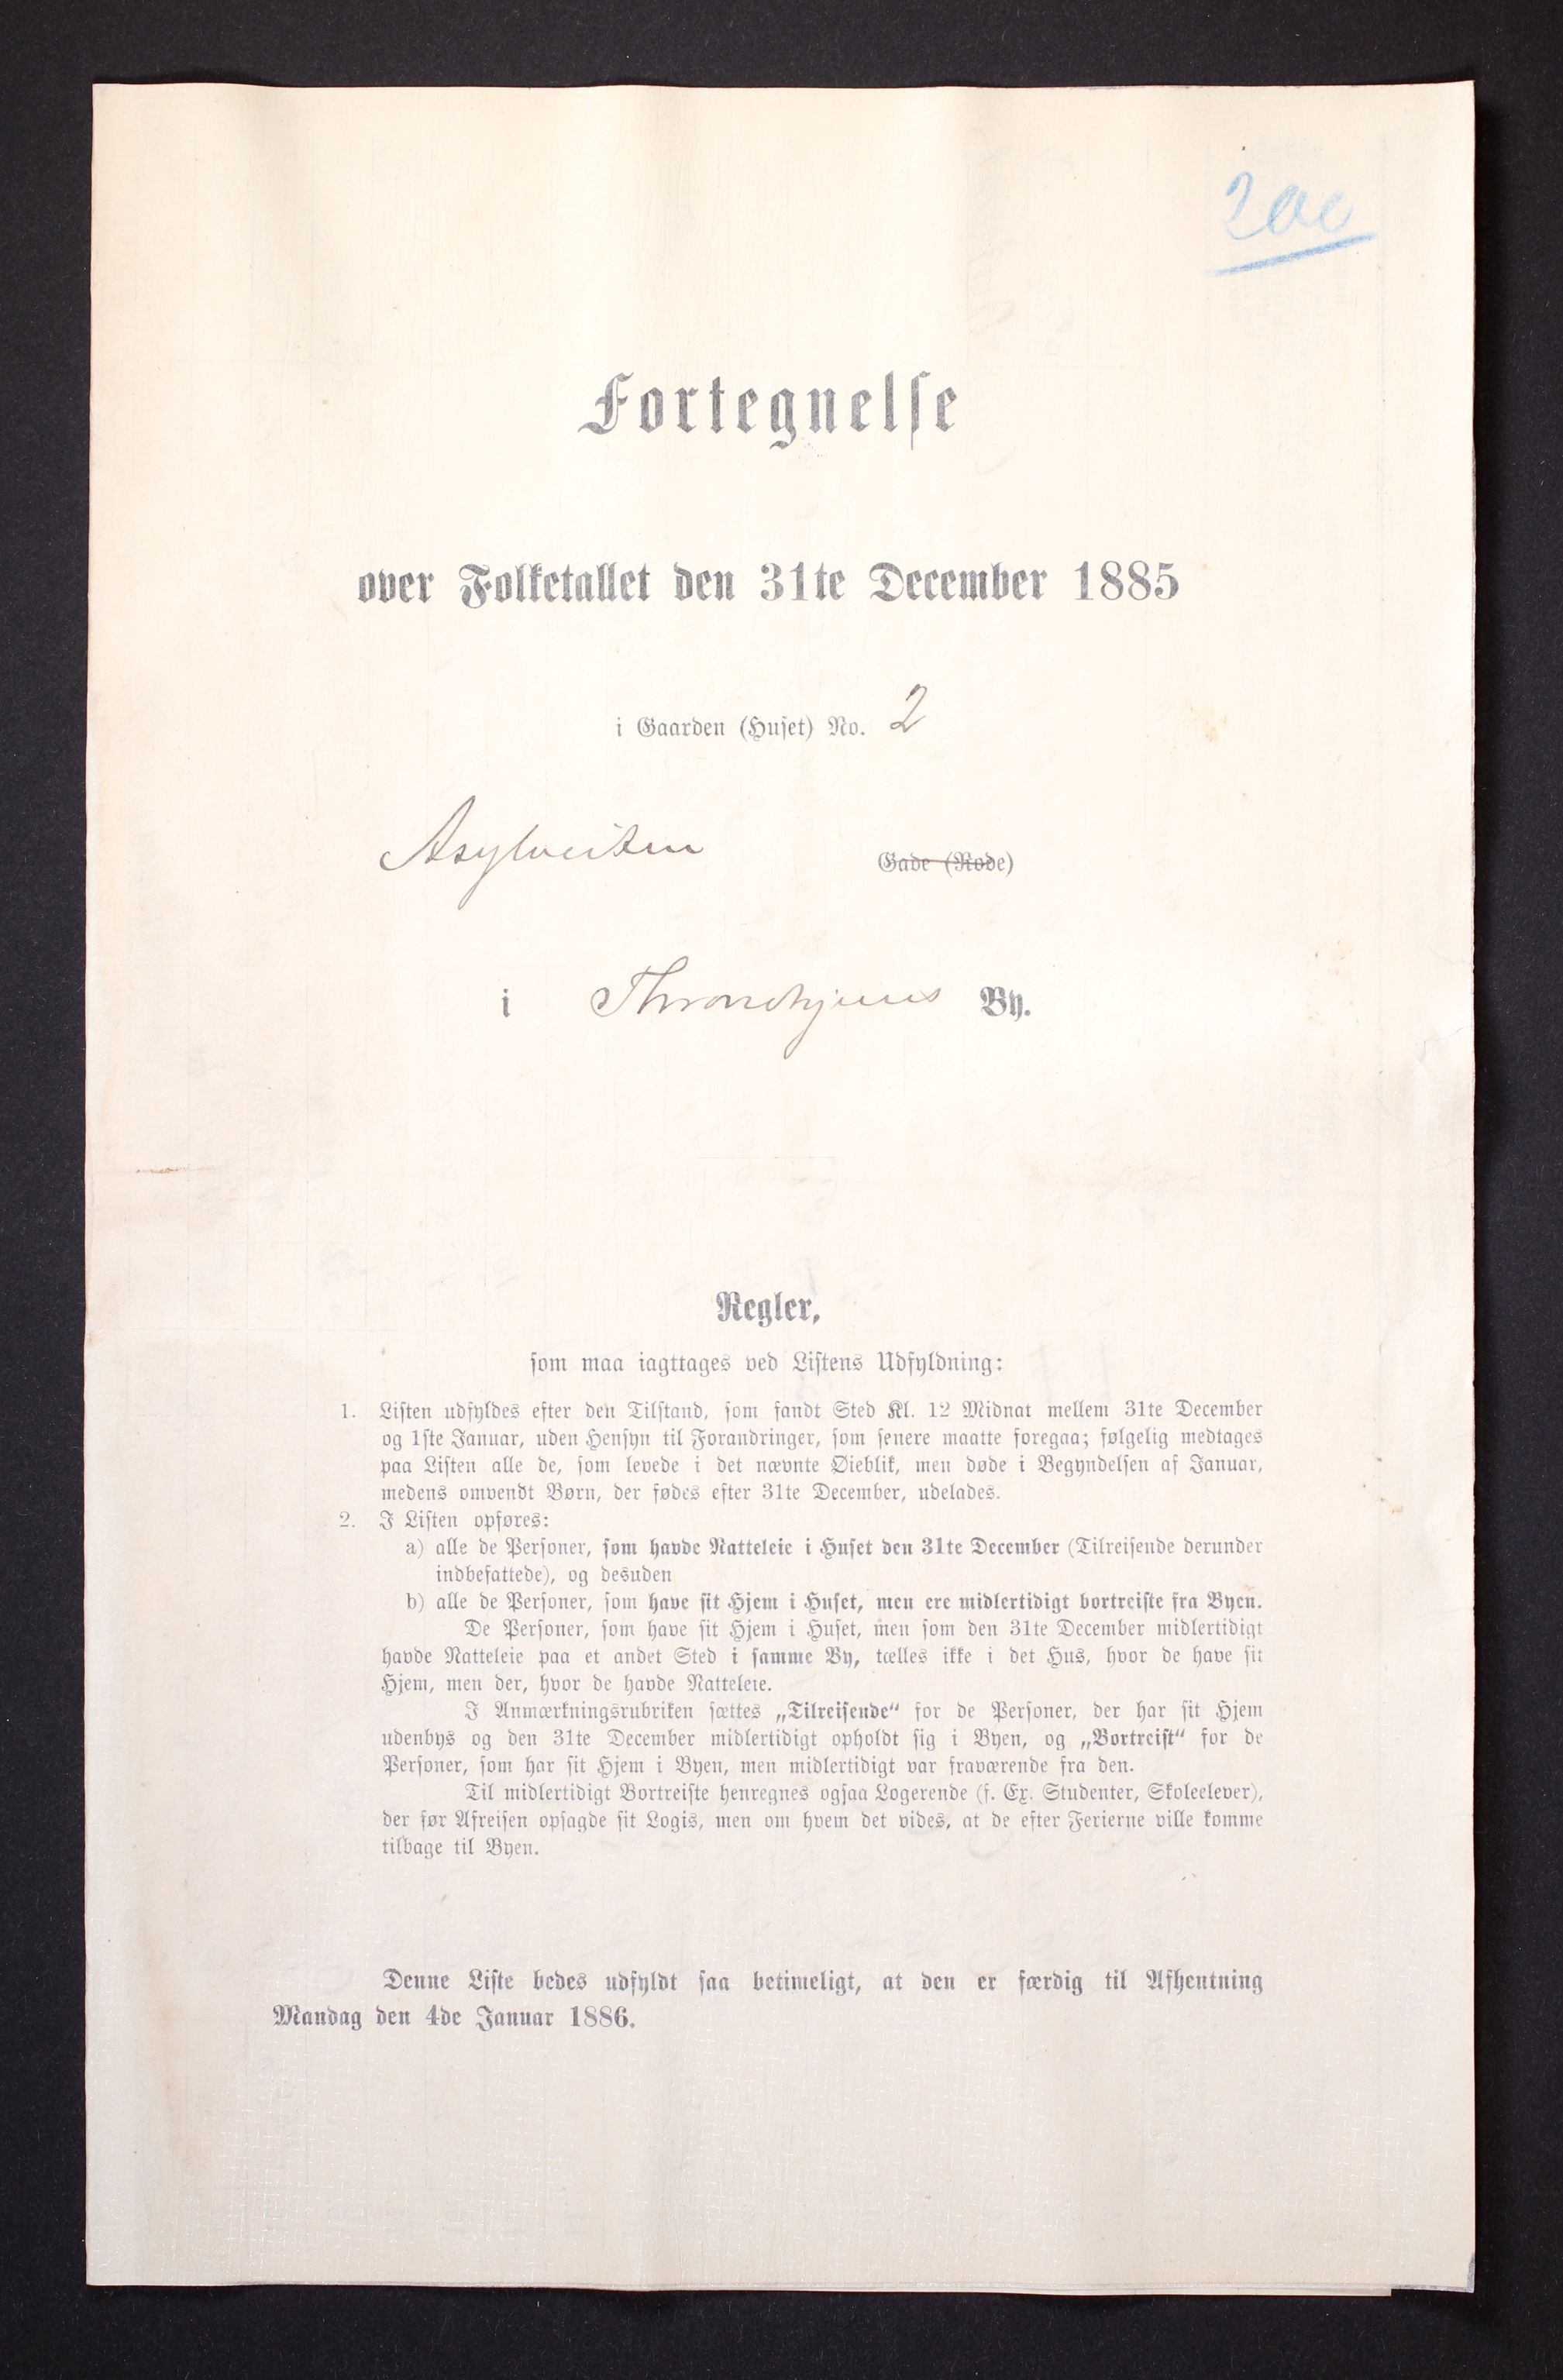 200
Fortegnelse
over Folketallet den 31te December 1885
i Gaarden (Huset) No. 2
Asylveiten Gade (Rode)
i Throndhjems By.
Regler,
som maa iagttages ved Listens Udfyldning:
1. Listen udfyldes efter den Tilstand, som fandt Sted Kl. 12 Midnat mellem 31te December
og 1ste Januar, uden Hensyn til Forandringer, som senere maatte foregaa; følgelig medtages
paa Listen alle de, som levede i det nævnte Øieblik, men døde i Begyndelsen af Januar,
medens omvendt Børn, der fødes efter 31te December, udelades.
2. I Listen opføres:
a) alle de Personer, som havde Natteleie i Huset den 31te December (Tilreisende derunder
indbefattede), og desuden
b) alle de Personer, som have sit Hjem i Huset, men ere midlertidigt bortreiste fra Byen.
De Personer, som have sit Hjem i Huset, men som den 31te December midlertidigt
havde Natteleie paa et andet Sted i samme By, tælles ikke i det Hus, hvor de have sit
Hjem, men der, hvor de havde Natteleie.
I Anmærkningsrubriken sættes „Tilreisende“ for de Personer, der har sit Hjem
udenbys og den 31te December midlertidigt opholdt sig i Byen, og „Bortreist“ for de
Personer, som har sit Hjem i Byen, men midlertidigt var fraværende fra den.
Til midlertidigt Bortreiste henregnes ogsaa Logerende (f. Ex. Studenter, Skoleelever),
der før Afreisen opsagde sit Logis, men om hvem det vides, at de efter Ferierne ville komme
tilbage til Byen.
Denne Liste bedes udfyldt saa betimeligt, at den er færdig til Afhentning
Mandag den 4de Januar 1886.